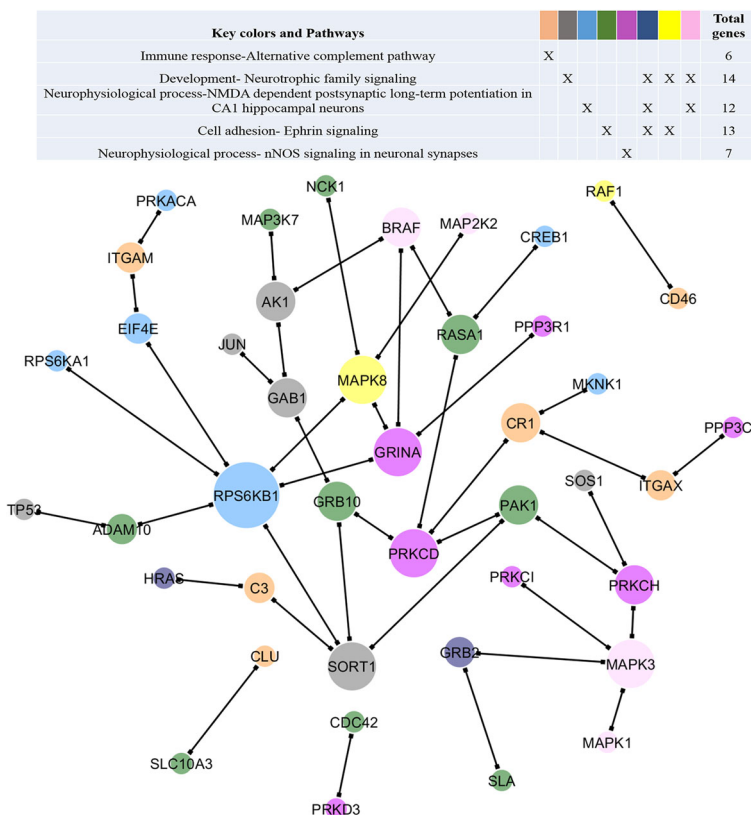 Key colors and Pathways Total genes
Immune response-Alternative complement pathway X 6
Development- Neurotrophic family signaling X X X X 14
Neurophysiological process-NMDA dependent postsynaptic long-term potentiation in
CA1 hippocampal neurons X X X 12
Cell adhesion- Ephrin signaling X X X 13
Neurophysiological process- nNOS signaling in neuronal synapses X 7
NCK1
RAF1
PRKACA
MAP3K7
BRAF
MAP2K2
CREB1
ITGAM
CD46
AK1
EIF4E
RASA1
PPP3R1
JUN
RPS6KA1
MAPK8
MKNK1
GAB1
CR1
PPP3C
GRINA
SOS1
ITGAX
RPS6KB1
GRB10
PAK1
TP53
ADAM10
PRKCD
HRAS
C3
PRKCI
PRKCH
CLU
SORT1
GRB2
MAPK3
CDC42
MAPK1
SLC10A3
SLA
PRKD3